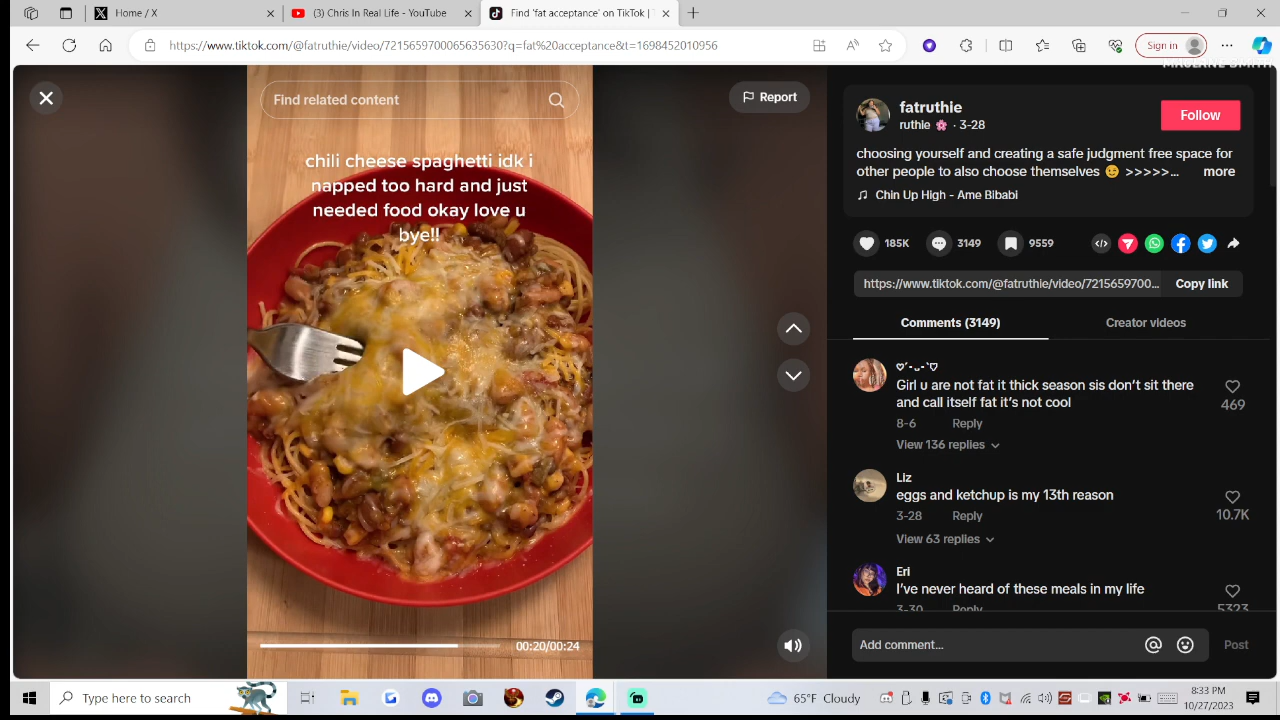 Home / X
(3) Chris In Real Life - YouTube
Find 'fat acceptance' on TikTok |
https://www.tiktok.com/@fatruthie/video/7215659700065635630?q=fat%20acceptance&t=1698452010956
Sign in
Find related content
Report
chili cheese spaghetti idk i
napped too hard and just
needed food okay love u
bye!!
00:20/00:24
fatruthie
ruthie 🌸 · 3-28
Follow
choosing yourself and creating a safe judgment free space for
other people to also choose themselves 🙂 >>>>>... more
♫ Chin Up High - Ame BIbabi
185K
3149
9559
https://www.tiktok.com/@fatruthie/video/7215659700...
Copy link
Comments (3149)
Creator videos
♡´･ᴗ･`♡
Girl u are not fat it thick season sis don't sit there
and call itself fat it's not cool
469
8-6 Reply
View 136 replies
Liz
eggs and ketchup is my 13th reason
10.7K
3-28 Reply
View 63 replies
Eri
I've never heard of these meals in my life
3-30 Reply
5323
Add comment...
@
Post
Type here to search
65°F Cloudy
8:33 PM
10/27/2023